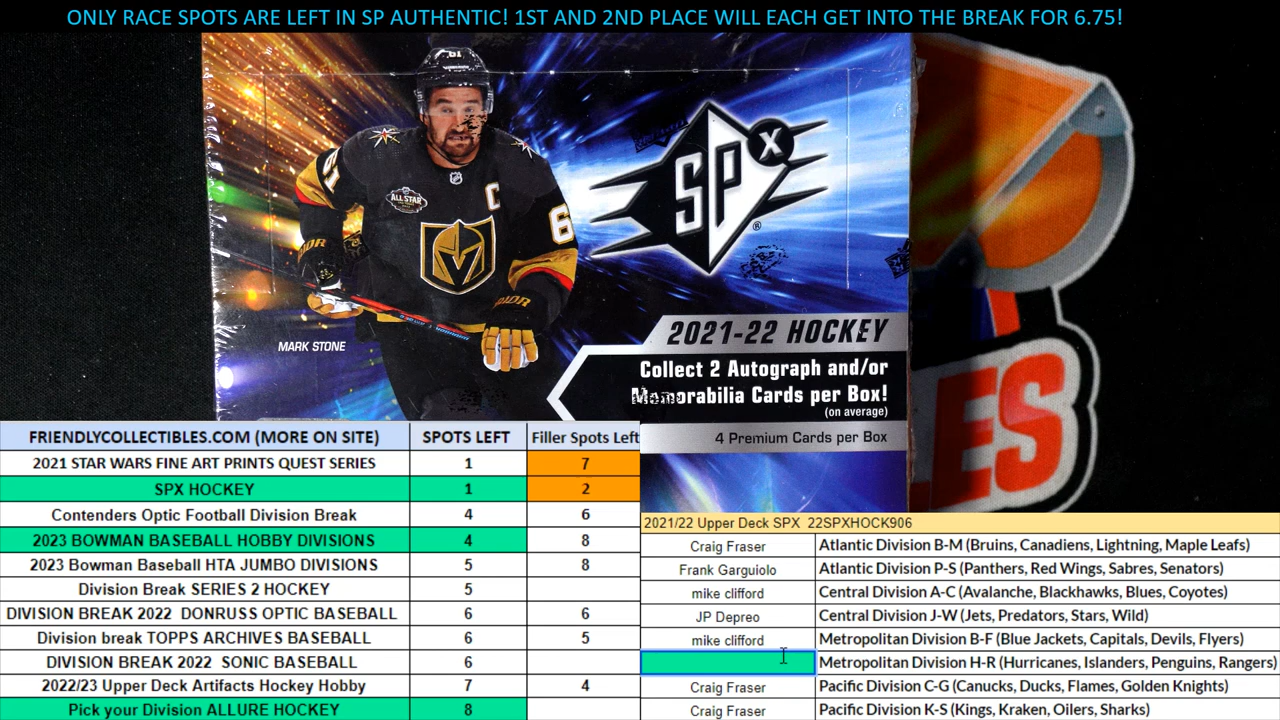 ONLY RACE SPOTS ARE LEFT IN SP AUTHENTIC! 1ST AND 2ND PLACE WILL EACH GET INTO THE BREAK FOR 6.75!
61
ALL STAR
C
61
6
MARK STONE
SPX
®
2021-22 HOCKEY
Collect 2 Autograph and/or
Memorabilia Cards per Box!
(on average)
4 Premium Cards per Box
ES
FRIENDLYCOLLECTIBLES.COM (MORE ON SITE) SPOTS LEFT Filler Spots Left
2021 STAR WARS FINE ART PRINTS QUEST SERIES 1 7
SPX HOCKEY 1 2
Contenders Optic Football Division Break 4 6
2023 BOWMAN BASEBALL HOBBY DIVISIONS 4 8
2023 Bowman Baseball HTA JUMBO DIVISIONS 5 8
Division Break SERIES 2 HOCKEY 5
DIVISION BREAK 2022 DONRUSS OPTIC BASEBALL 6 6
Division break TOPPS ARCHIVES BASEBALL 6 5
DIVISION BREAK 2022 SONIC BASEBALL 6
2022/23 Upper Deck Artifacts Hockey Hobby 7 4
Pick your Division ALLURE HOCKEY 8
2021/22 Upper Deck SPX 22SPXHOCK906
Craig Fraser Atlantic Division B-M (Bruins, Canadiens, Lightning, Maple Leafs)
Frank Garguiolo Atlantic Division P-S (Panthers, Red Wings, Sabres, Senators)
mike clifford Central Division A-C (Avalanche, Blackhawks, Blues, Coyotes)
JP Depreo Central Division J-W (Jets, Predators, Stars, Wild)
mike clifford Metropolitan Division B-F (Blue Jackets, Capitals, Devils, Flyers)
Metropolitan Division H-R (Hurricanes, Islanders, Penguins, Rangers)
Craig Fraser Pacific Division C-G (Canucks, Ducks, Flames, Golden Knights)
Craig Fraser Pacific Division K-S (Kings, Kraken, Oilers, Sharks)